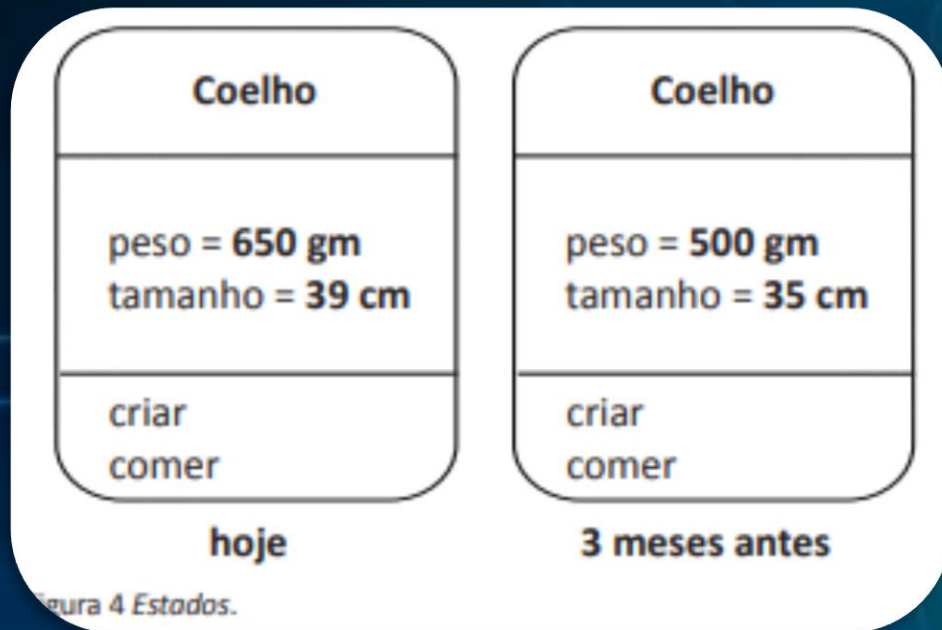 Coelho
peso = 650 gm
tamanho = 39 cm
criar
comer
hoje
Coelho
peso = 500 gm
tamanho = 35 cm
criar
comer
3 meses antes
igura 4 Estados.